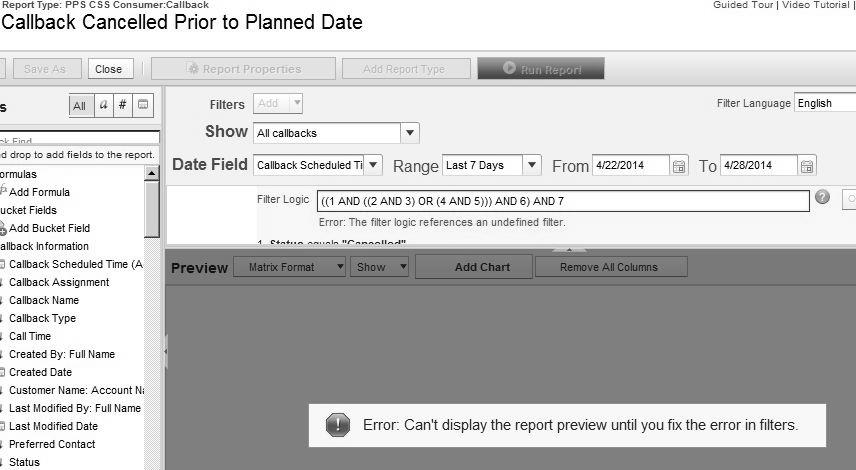 Report Type: PPS CSS Consumer:Callback
Guided Tour | Video Tutorial |
Callback Cancelled Prior to Planned Date
Save As Close Report Properties Add Report Type Run Report
s All a #
Filters Add
Filter Language English
ck Find
Show All callbacks
d drop to add fields to the report.
Date Field Callback Scheduled Ti Range Last 7 Days From 4/22/2014 To 4/28/2014
ormulas
Add Formula
Filter Logic ((1 AND ((2 AND 3) OR (4 AND 5))) AND 6) AND 7 ?
ucket Fields
Error: The filter logic references an undefined filter.
Add Bucket Field
1. Status equals "Cancelled"
allback Information
Callback Scheduled Time (A
Preview Matrix Format Show Add Chart Remove All Columns
Callback Assignment
Callback Name
Callback Type
Call Time
Created By: Full Name
Created Date
Customer Name: Account Na
Last Modified By: Full Name
Last Modified Date
Preferred Contact
Status
Error: Can't display the report preview until you fix the error in filters.